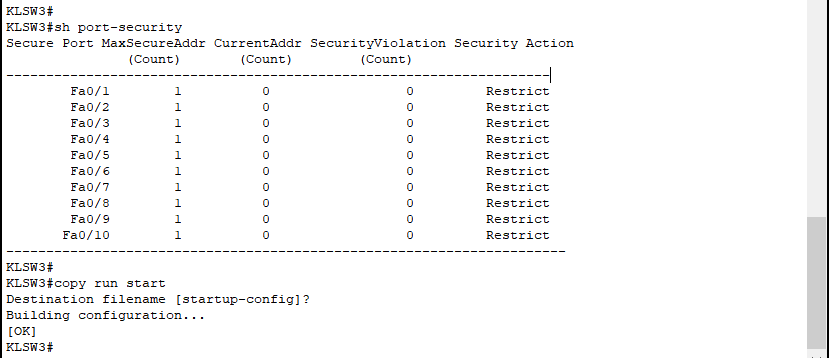 KLSW3#
KLSW3#sh port-security
Secure Port MaxSecureAddr CurrentAddr SecurityViolation Security Action
(Count) (Count) (Count)
--------------------------------------------------------------------
Fa0/1 1 0 0 Restrict
Fa0/2 1 0 0 Restrict
Fa0/3 1 0 0 Restrict
Fa0/4 1 0 0 Restrict
Fa0/5 1 0 0 Restrict
Fa0/6 1 0 0 Restrict
Fa0/7 1 0 0 Restrict
Fa0/8 1 0 0 Restrict
Fa0/9 1 0 0 Restrict
Fa0/10 1 0 0 Restrict
----------------------------------------------------------------------
KLSW3#
KLSW3#copy run start
Destination filename [startup-config]?
Building configuration...
[OK]
KLSW3#